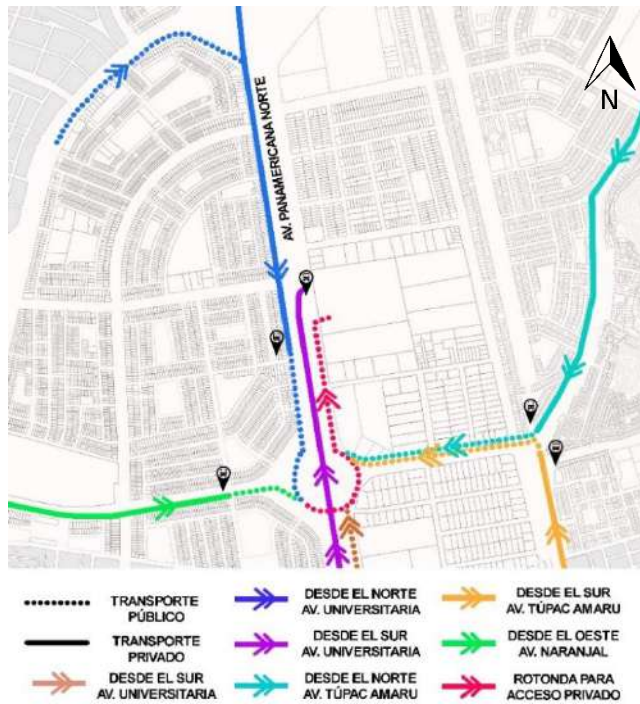 N
AV. PANAMERICANA NORTE
TRANSPORTE
PÚBLICO
DESDE EL NORTE
AV. UNIVERSITARIA
DESDE EL SUR
AV. TÚPAC AMARU
TRANSPORTE
PRIVADO
DESDE EL SUR
AV. UNIVERSITARIA
DESDE EL OESTE
AV. NARANJAL
DESDE EL SUR
AV. UNIVERSITARIA
DESDE EL NORTE
AV. TÚPAC AMARU
ROTONDA PARA
ACCESO PRIVADO